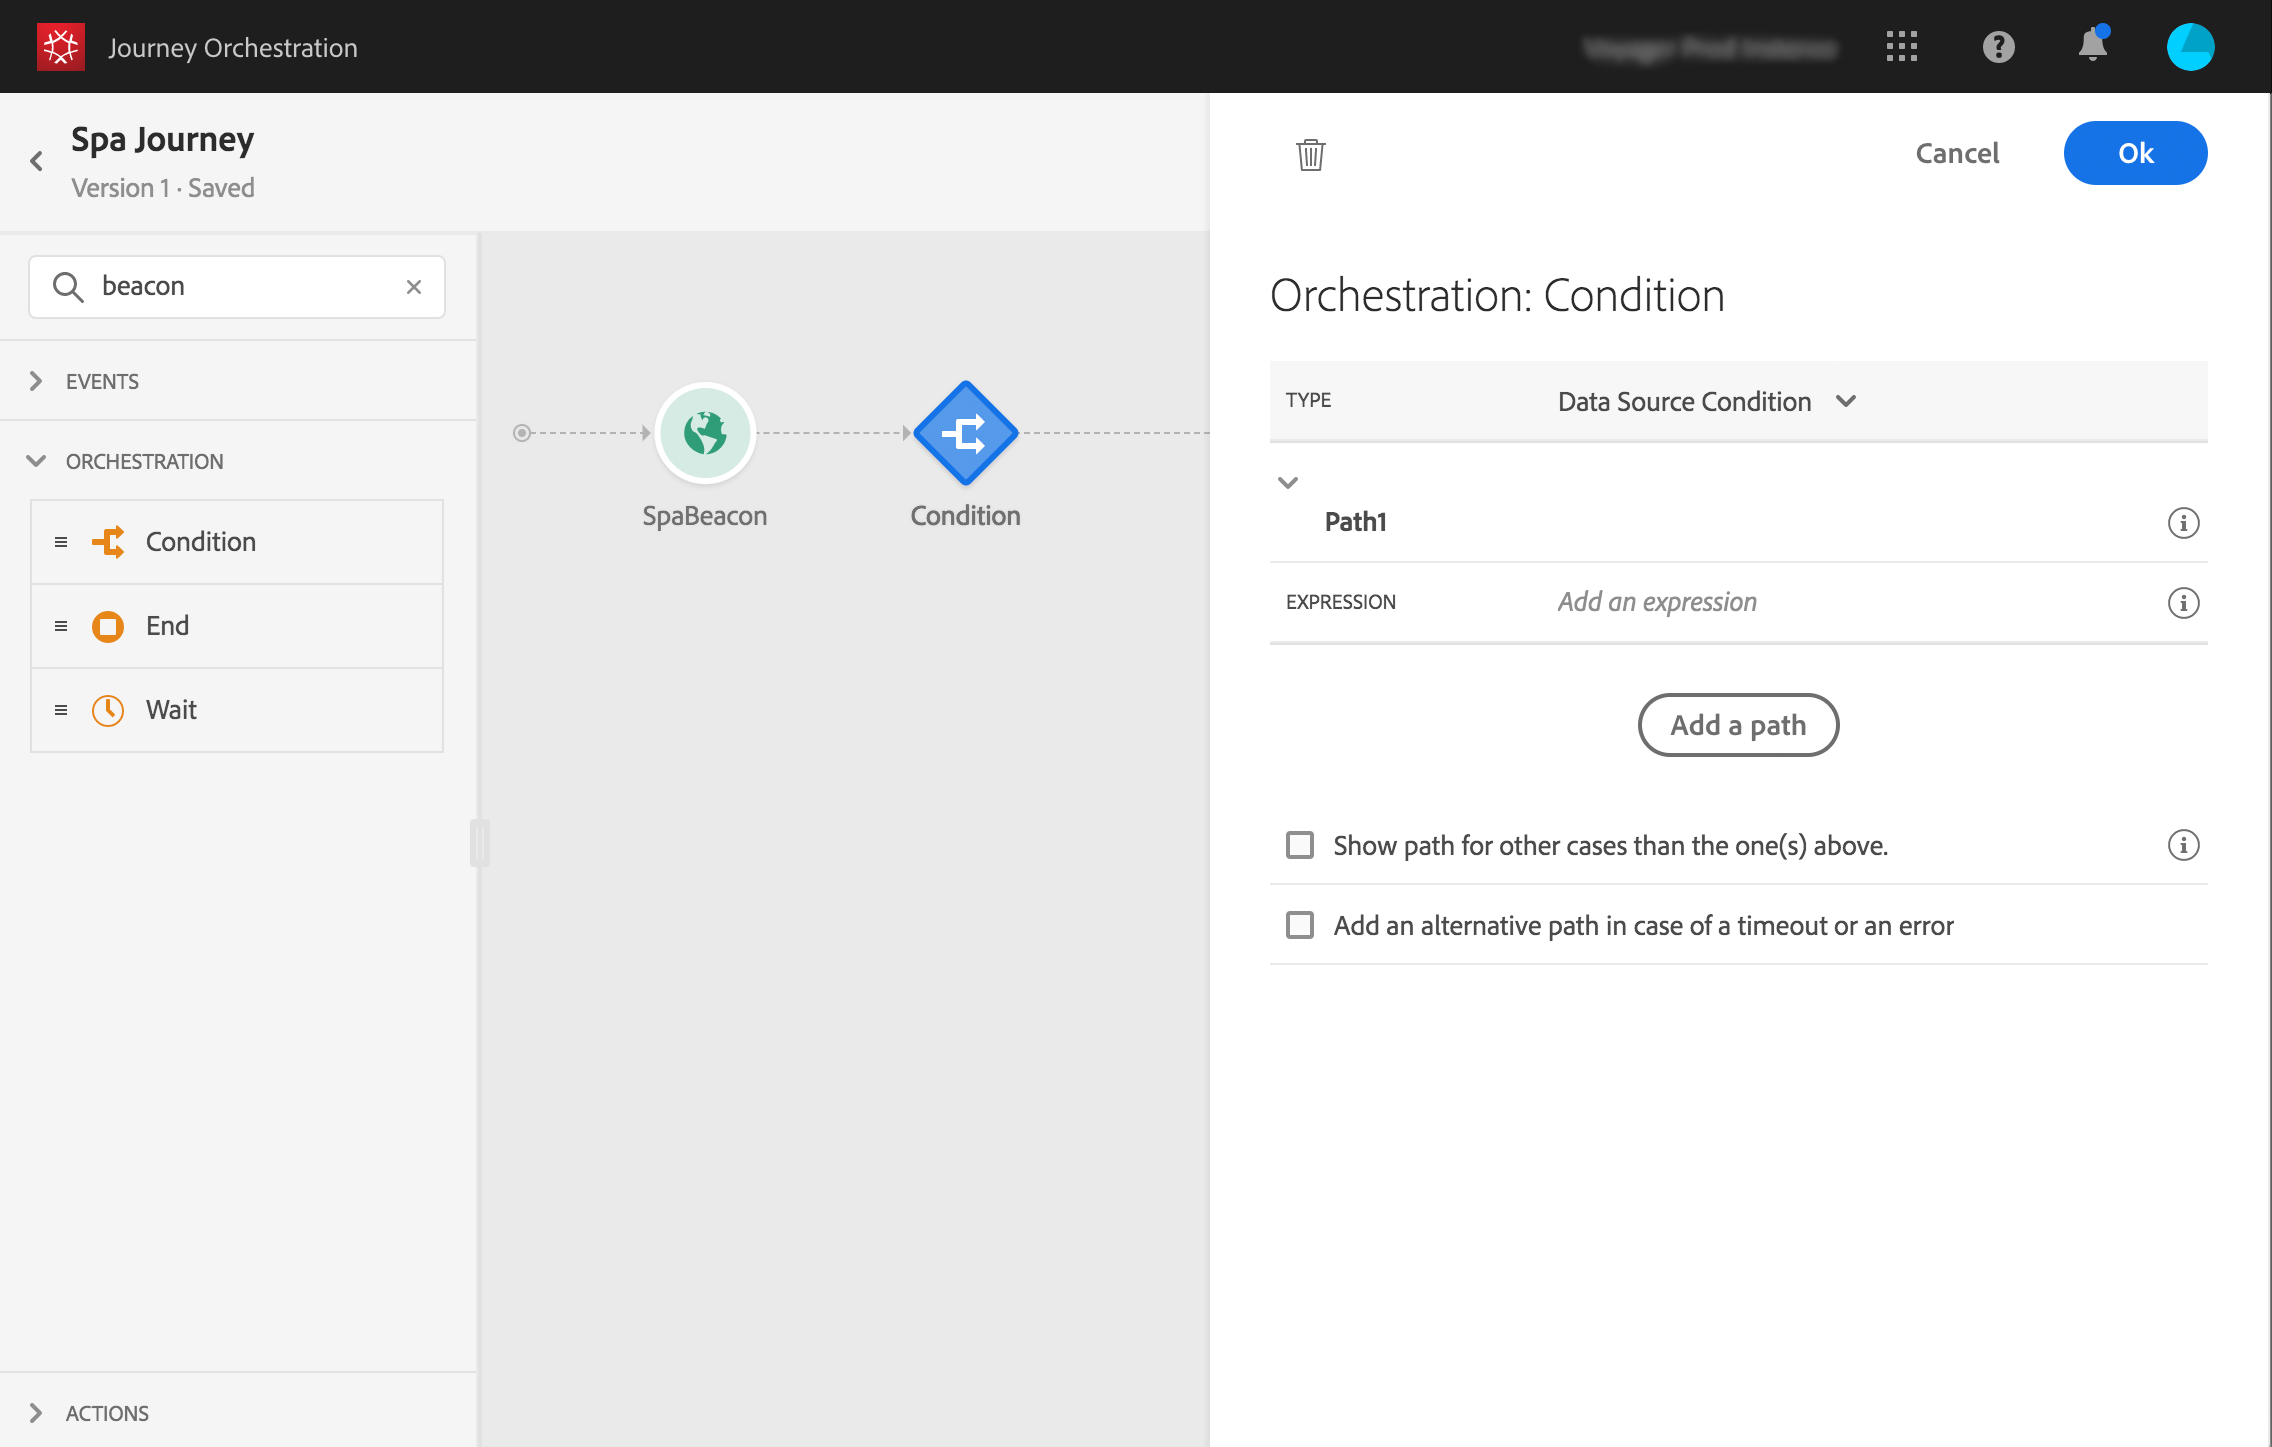 Journey Orchestration
Spa Journey
Version 1 · Saved
Cancel
Ok
beacon
EVENTS
ORCHESTRATION
Condition
End
Wait
ACTIONS
SpaBeacon
Condition
Orchestration: Condition
TYPE
Data Source Condition
Path1
EXPRESSION
Add an expression
Add a path
Show path for other cases than the one(s) above.
Add an alternative path in case of a timeout or an error